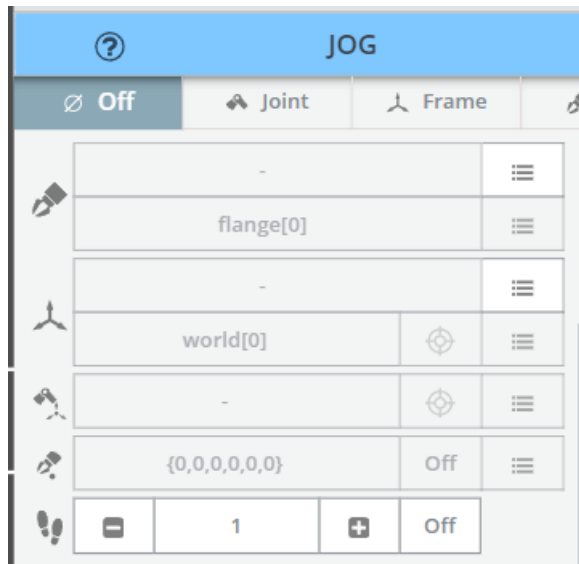 JOG
Off Joint Frame
-
flange[0]
-
world[0]
-
{0,0,0,0,0,0} Off
1 Off